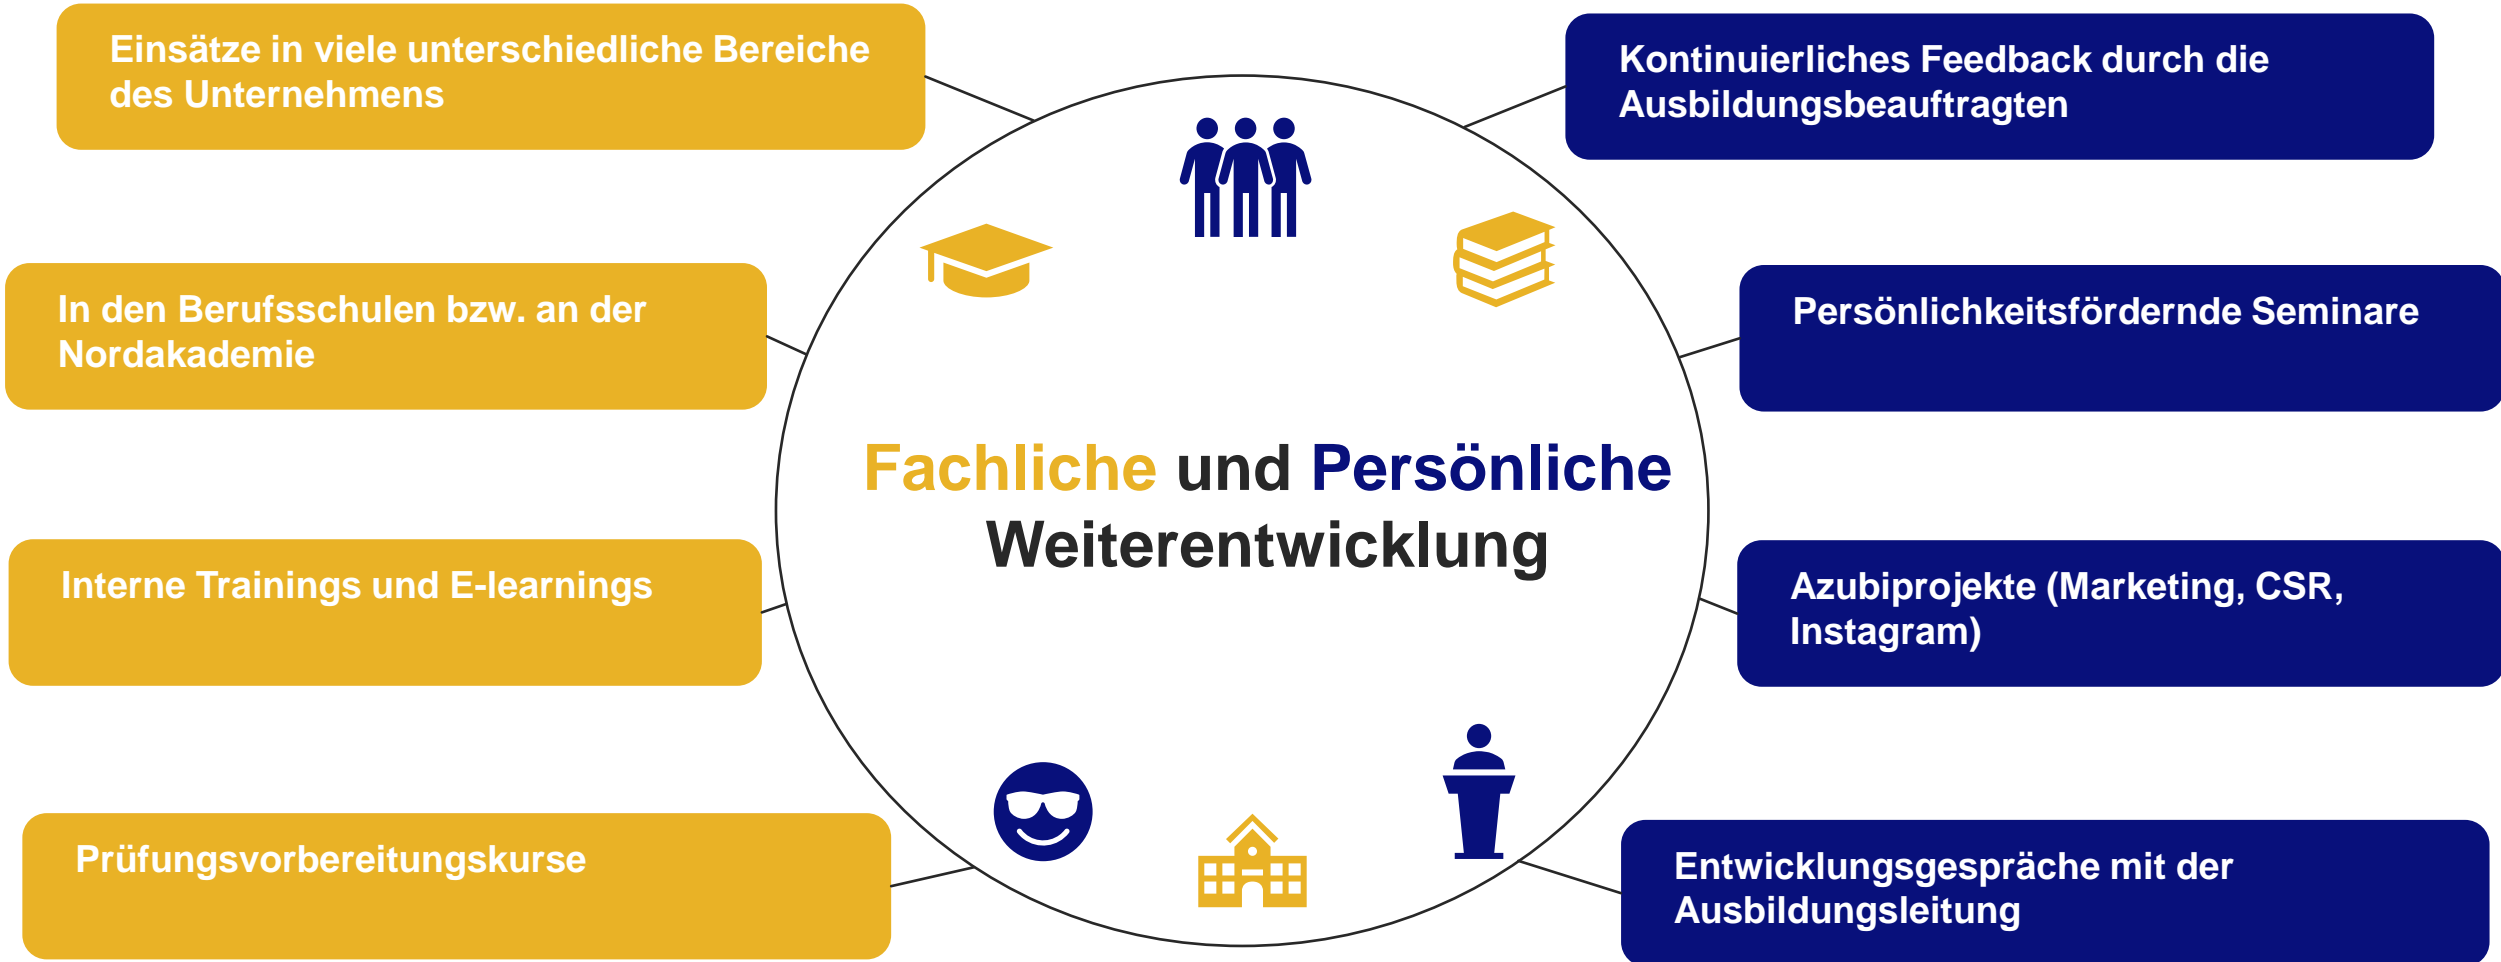 Einsätze in viele unterschiedliche Bereiche
des Unternehmens
In den Berufsschulen bzw. an der
Nordakademie
Interne Trainings und E-learnings
Prüfungsvorbereitungskurse
Fachliche und Persönliche
Weiterentwicklung
Kontinuierliches Feedback durch die
Ausbildungsbeauftragten
Persönlichkeitsfördernde Seminare
Azubiprojekte (Marketing, CSR,
Instagram)
Entwicklungsgespräche mit der
Ausbildungsleitung